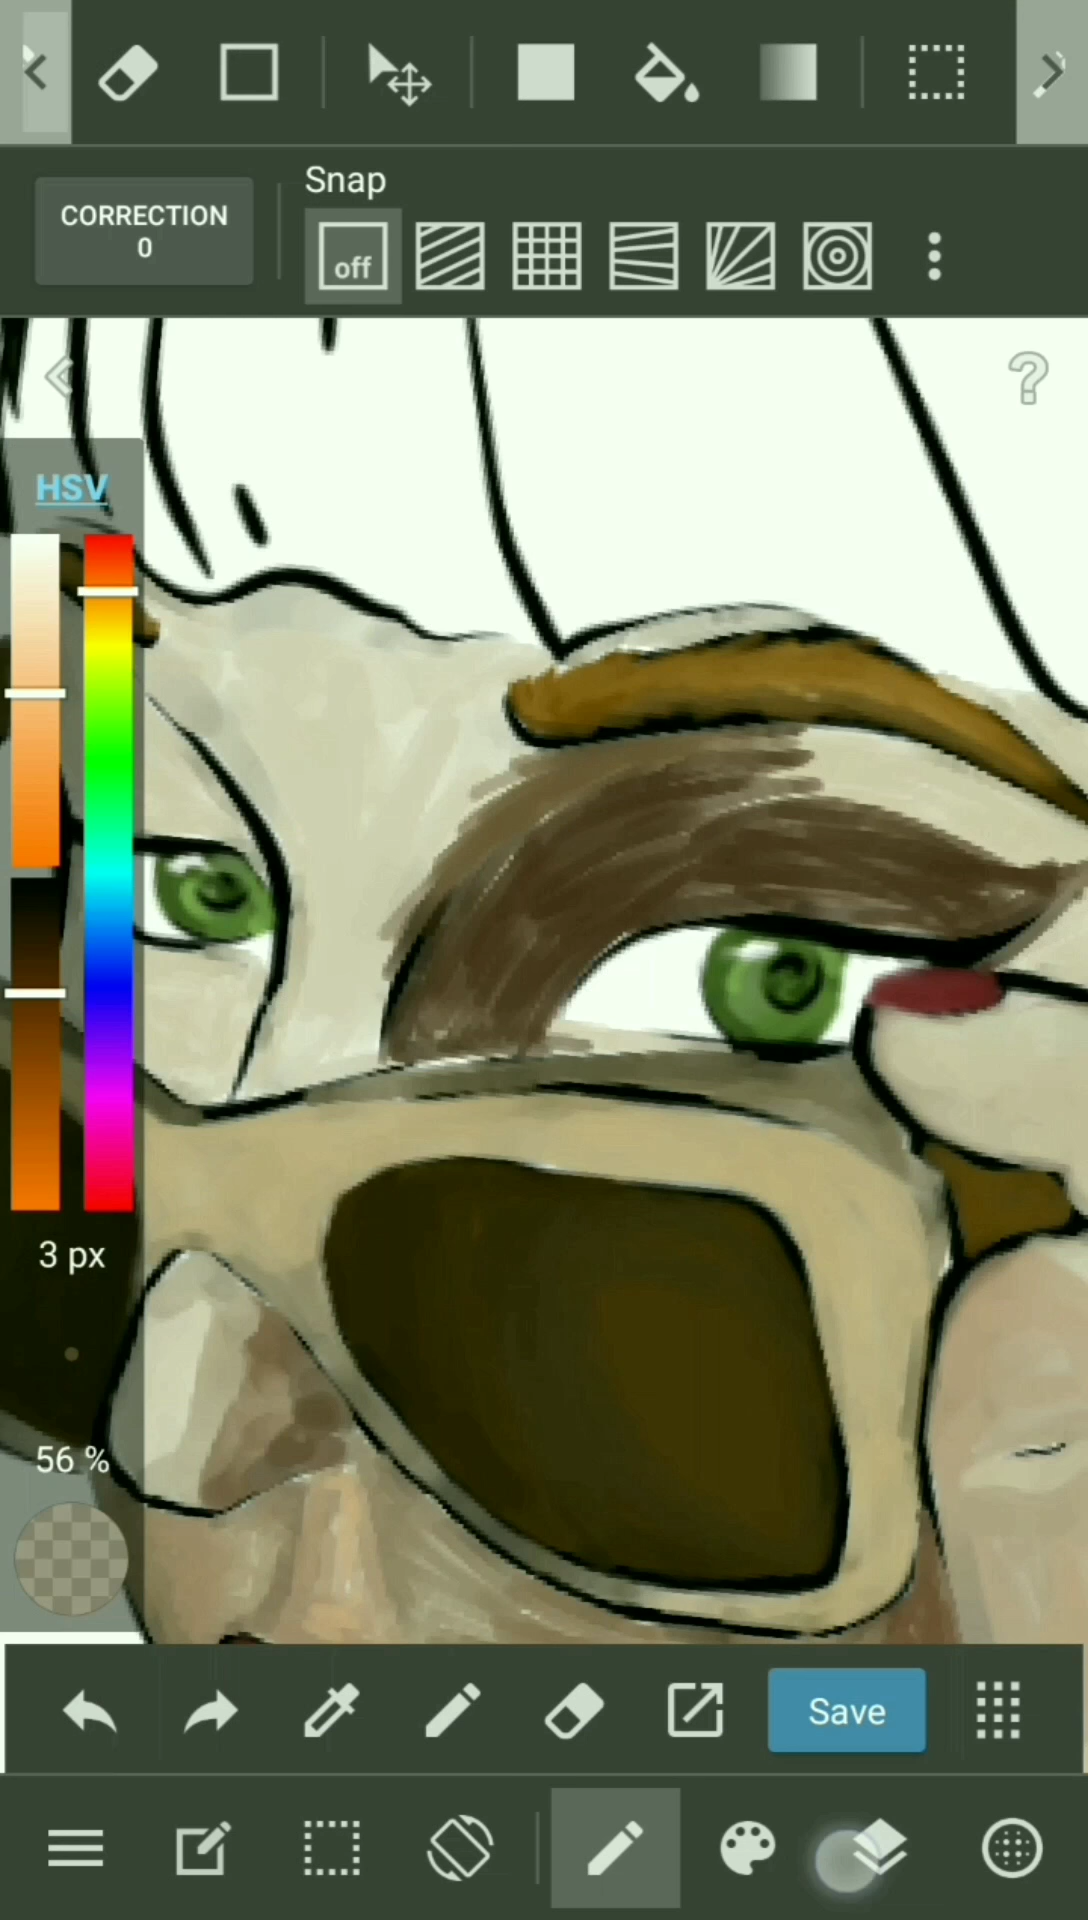 Snap
CORRECTION
0
off
HSV
3 px
56 %
Save